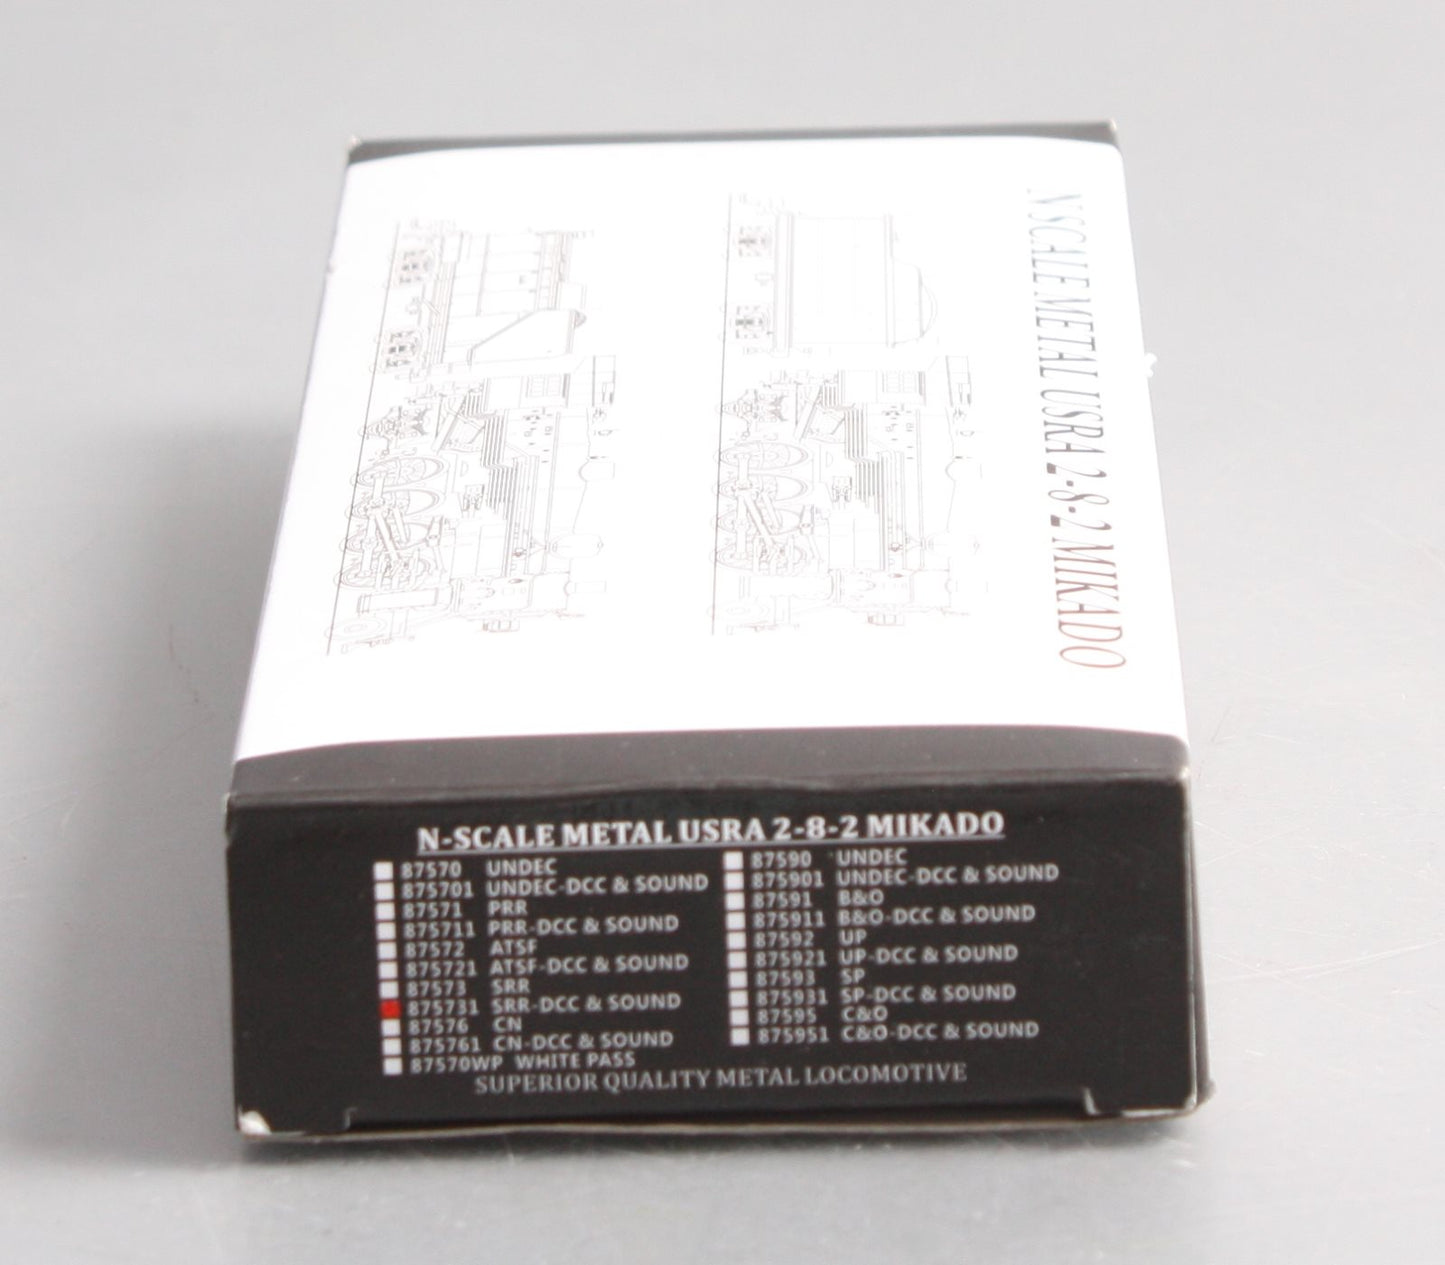 N SCALE METAL USRA 2-8-2 MIKADO
N-SCALE METAL USRA 2-8-2 MIKADO
87570 UNDEC
875701 UNDEC-DCC & SOUND
87571 PRR
875711 PRR-DCC & SOUND
87572 ATSF
875721 ATSF-DCC & SOUND
87573 SRR
875731 SRR-DCC & SOUND
87576 CN
875761 CN-DCC & SOUND
87570WP WHITE PASS
87590 UNDEC
875901 UNDEC-DCC & SOUND
87591 B&O
875911 B&O-DCC & SOUND
87592 UP
875921 UP-DCC & SOUND
87593 SP
875931 SP-DCC & SOUND
87595 C&O
875951 C&O-DCC & SOUND
SUPERIOR QUALITY METAL LOCOMOTIVE